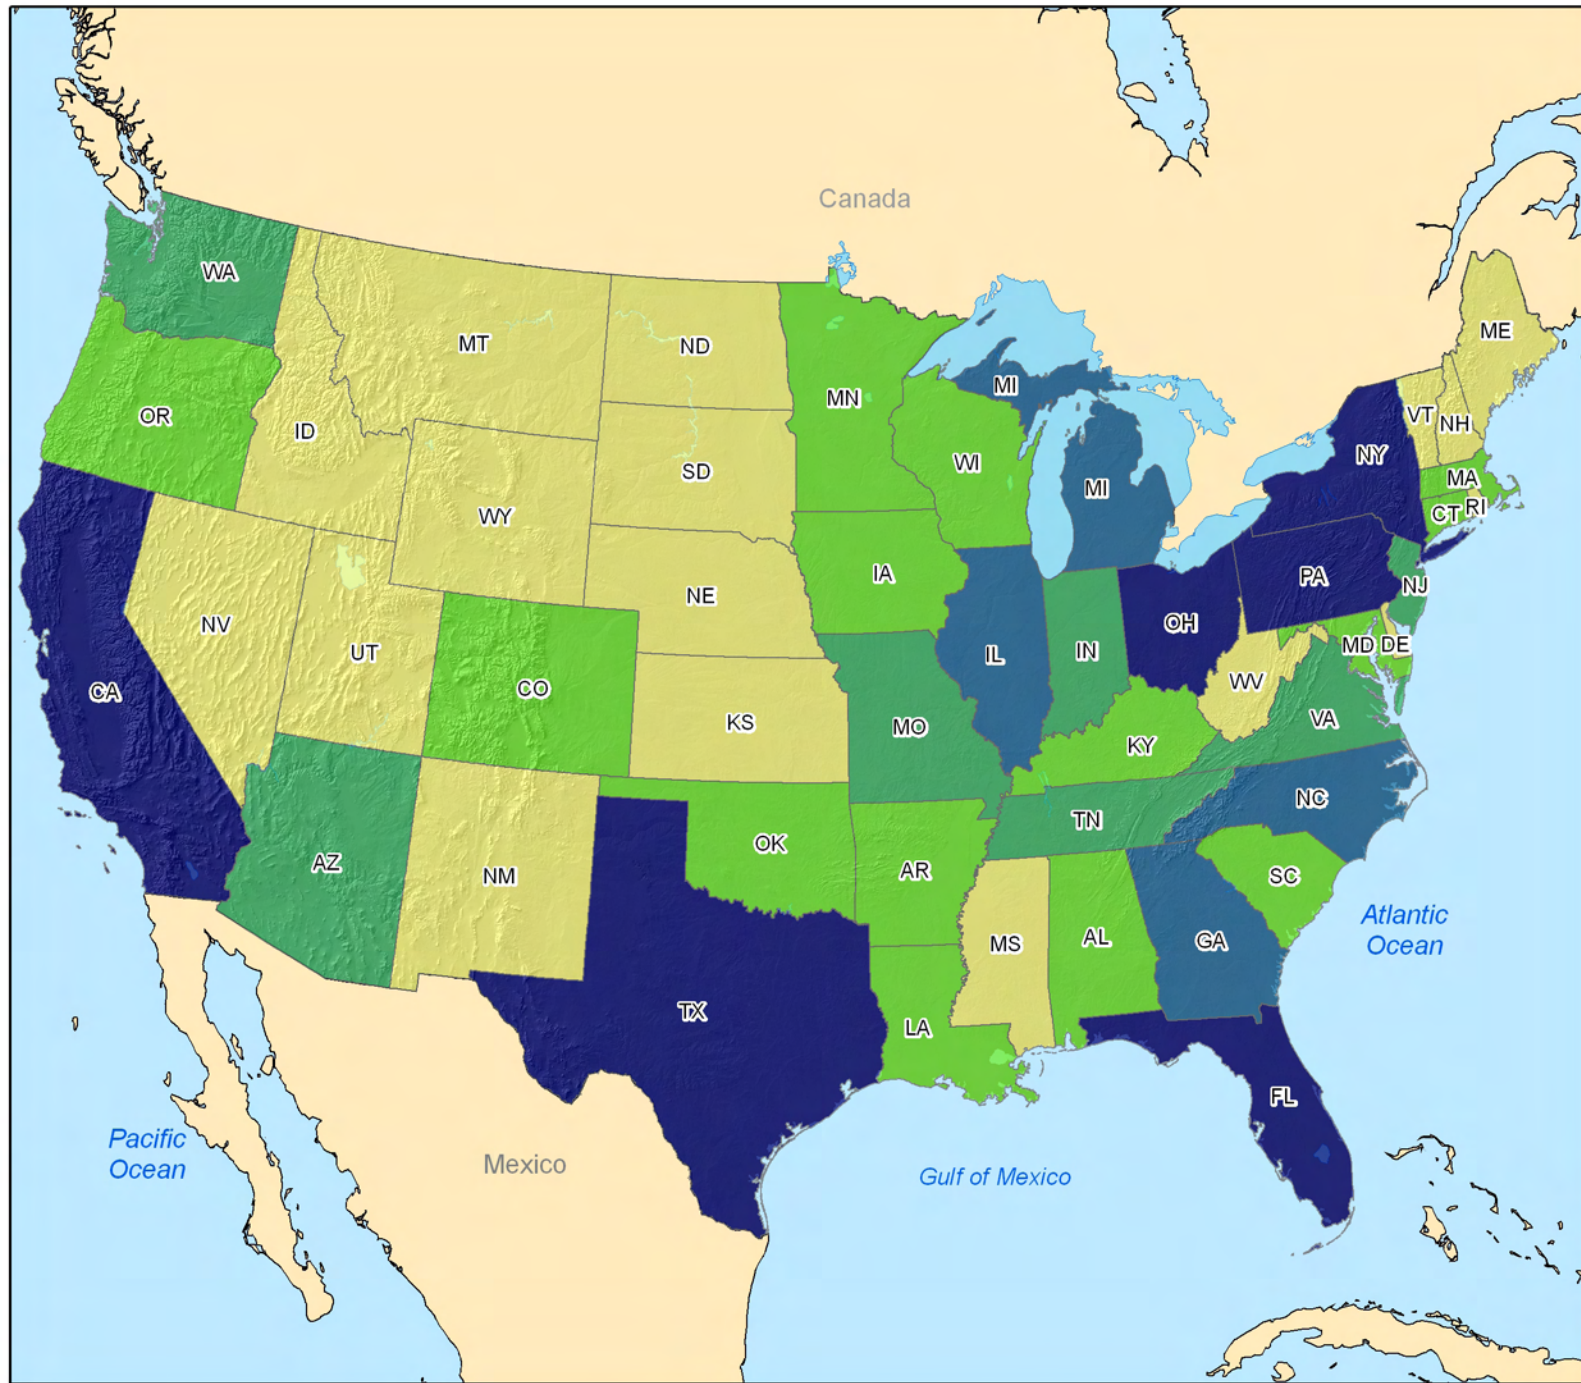 Canada
WA
MT
ND
ME
MN
MI
VT
NH
OR
ID
NY
WI
SD
MI
MA
CT
RI
WY
IA
PA
NJ
NE
NV
OH
UT
IL
IN
MD
DE
CA
CO
WV
KS
MO
VA
KY
NC
TN
OK
AZ
AR
NM
SC
MS
AL
GA
Atlantic
Ocean
TX
LA
FL
Pacific
Ocean
Mexico
Gulf of Mexico